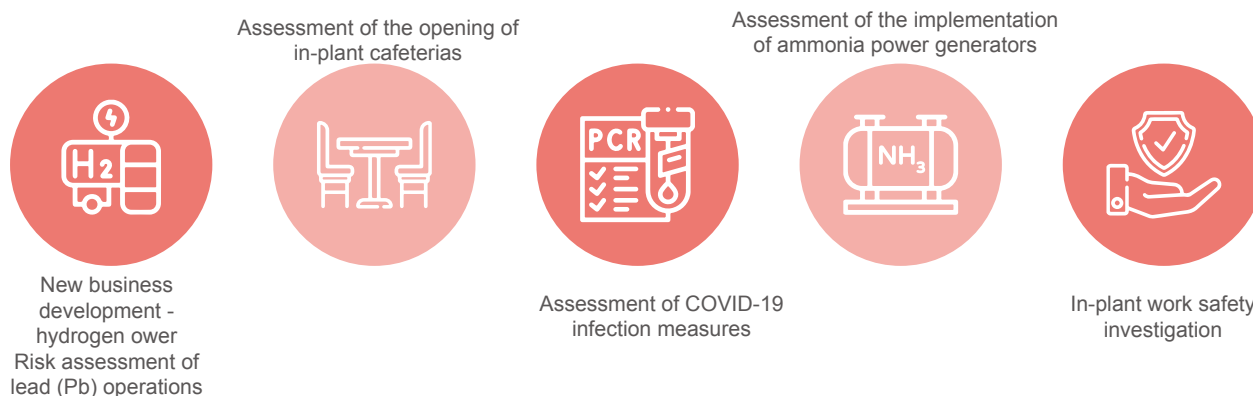 Assessment of the opening of
in-plant cafeterias
Assessment of the implementation
of ammonia power generators
H2
PCR
NH3
New business
development -
hydrogen ower
Risk assessment of
lead (Pb) operations
Assessment of COVID-19
infection measures
In-plant work safety
investigation